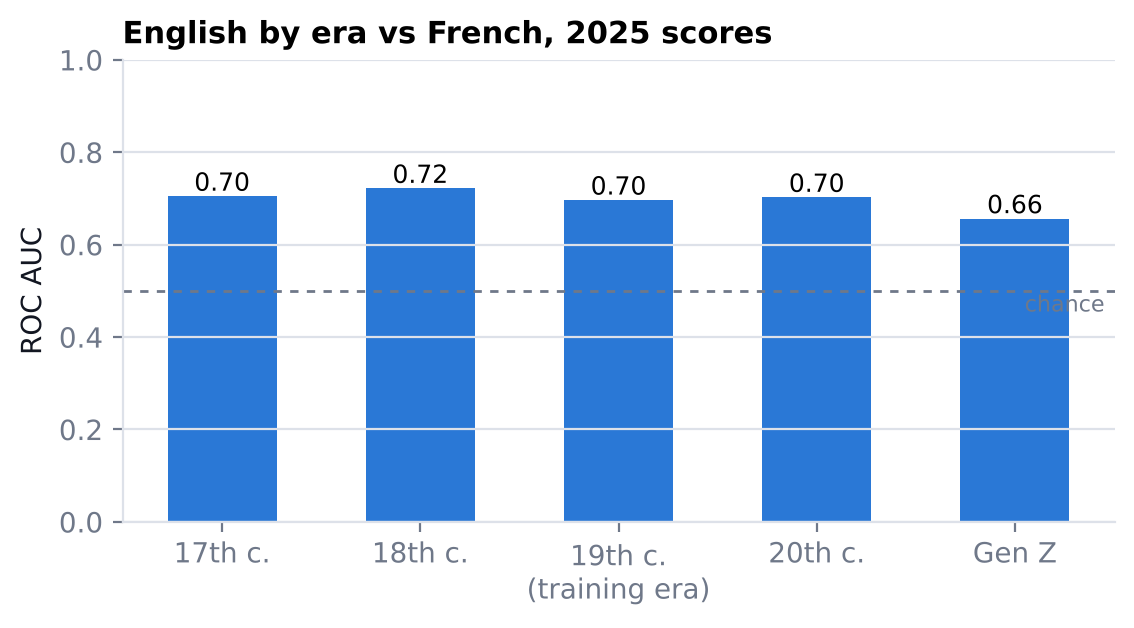 English by era vs French, 2025 scores
ROC AUC
1.0
0.8
0.6
0.4
0.2
0.0
0.70
0.72
0.70
0.70
0.66
chance
17th c.
18th c.
19th c.
(training era)
20th c.
Gen Z